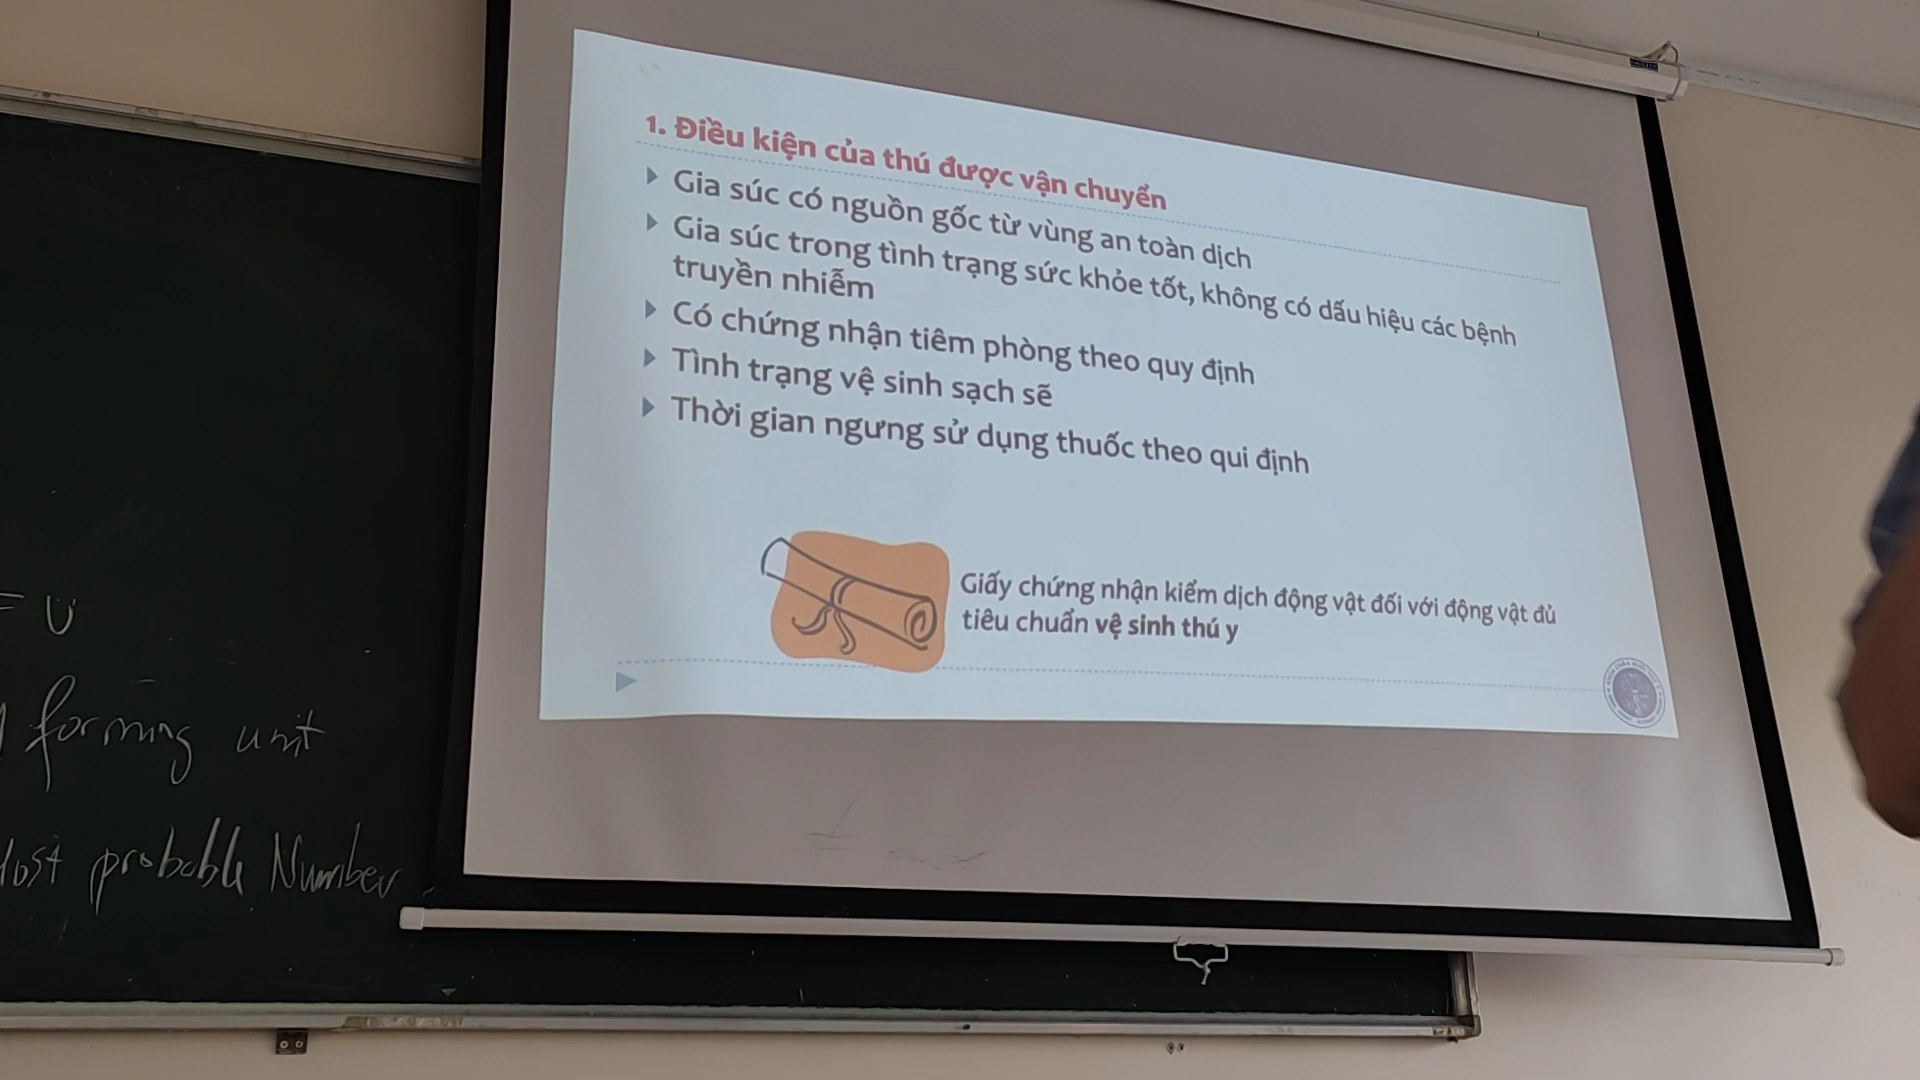 1. Điều kiện của thú được vận chuyển
Gia súc có nguồn gốc từ vùng an toàn dịch
Gia súc trong tình trạng sức khỏe tốt, không có dấu hiệu các bệnh
truyền nhiễm
Có chứng nhận tiêm phòng theo quy định
Tình trạng vệ sinh sạch sẽ
Thời gian ngưng sử dụng thuốc theo qui định
Giấy chứng nhận kiểm dịch động vật đối với động vật đủ
tiêu chuẩn vệ sinh thú y
= U
forming unit
probable Number